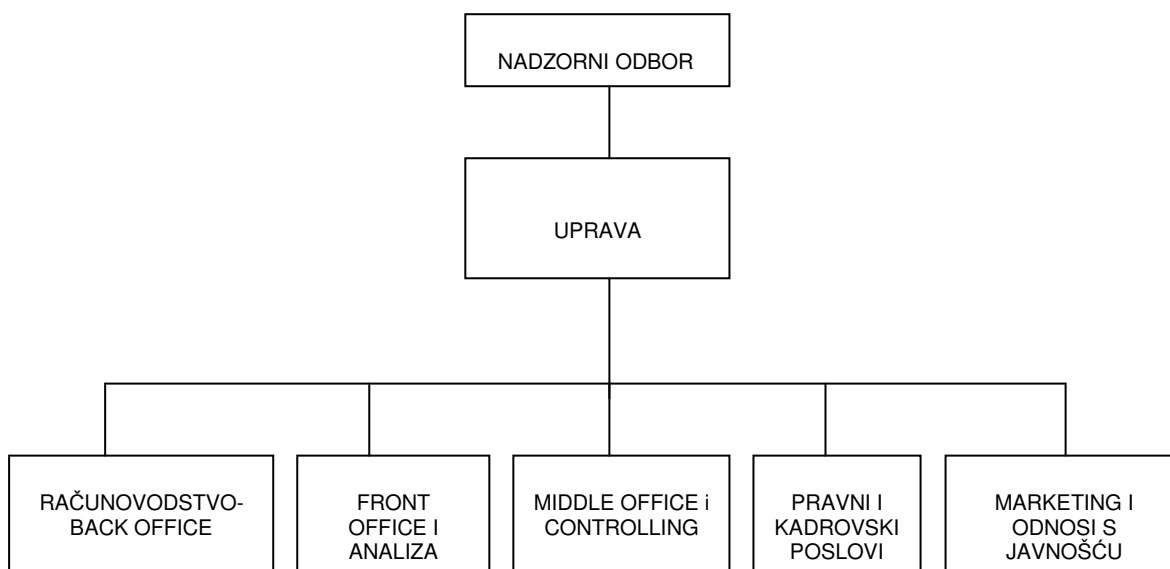 NADZORNI ODBOR
UPRAVA
RAČUNOVODSTVO-
BACK OFFICE
FRONT
OFFICE I
ANALIZA
MIDDLE OFFICE i
CONTROLLING
PRAVNI I
KADROVSKI
POSLOVI
MARKETING I
ODNOSI S
JAVNOŠĆU